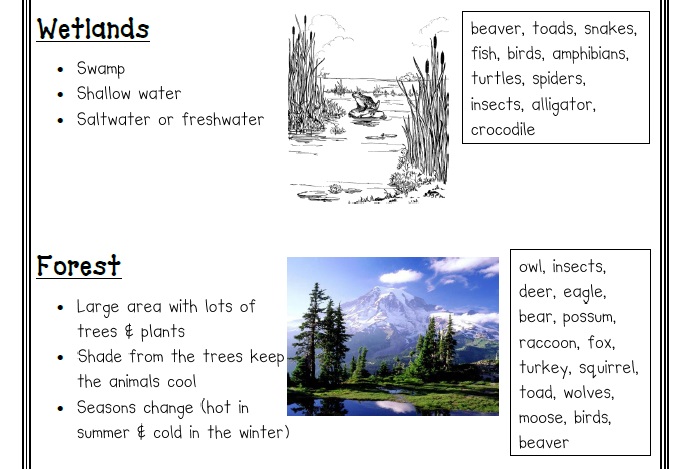 Wetlands
• Swamp
• Shallow water
• Saltwater or freshwater
beaver, toads, snakes,
fish, birds, amphibians,
turtles, spiders,
insects, alligator,
crocodile
Forest
• Large area with lots of
trees & plants
• Shade from the trees keep
the animals cool
• Seasons change (hot in
summer & cold in the winter)
owl, insects,
deer, eagle,
bear, possum,
raccoon, fox,
turkey, squirrel,
toad, wolves,
moose, birds,
beaver